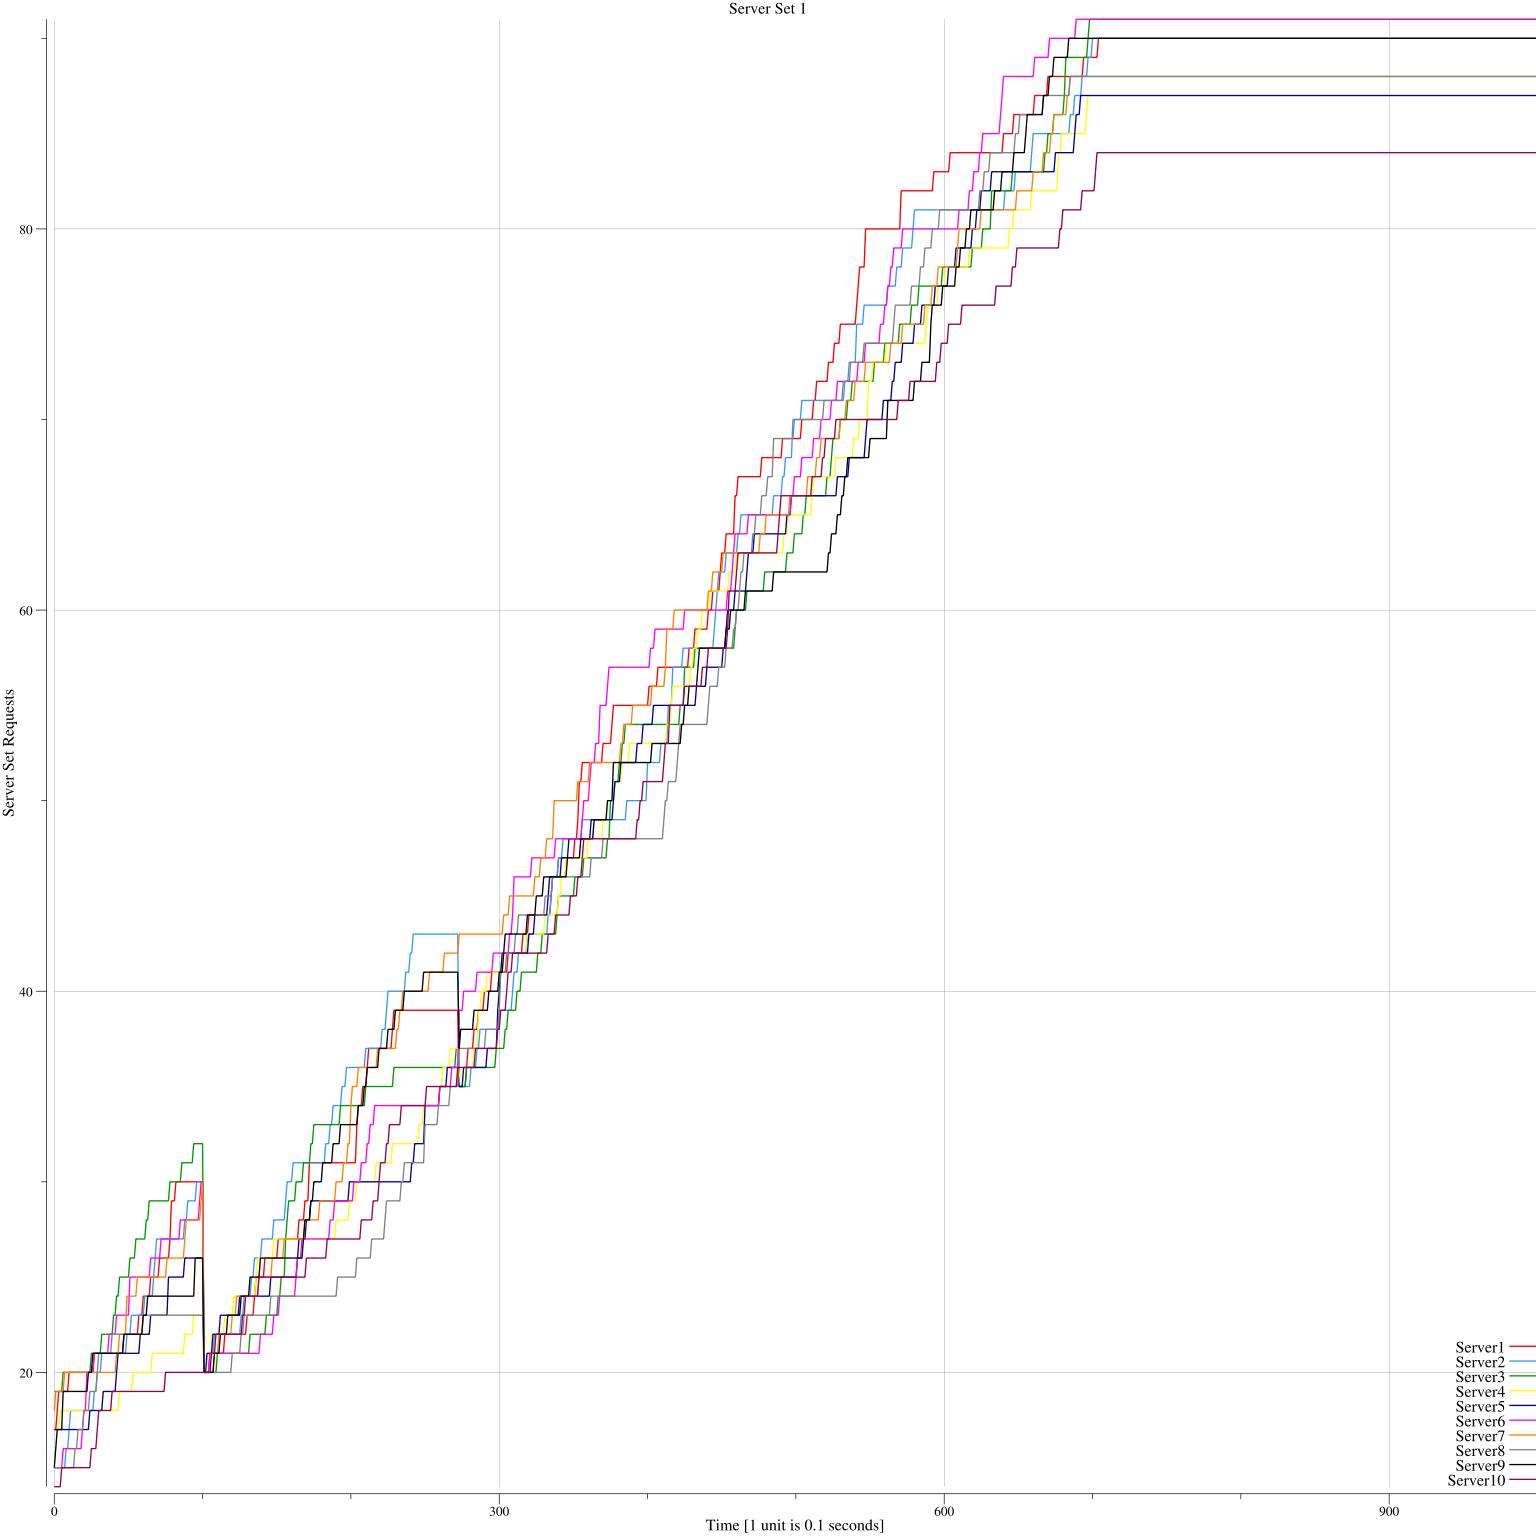 Server Set 1
80
60
40
20
Server Set Requests
0
300
600
900
Time [1 unit is 0.1 seconds]
Server1
Server2
Server3
Server4
Server5
Server6
Server7
Server8
Server9
Server10